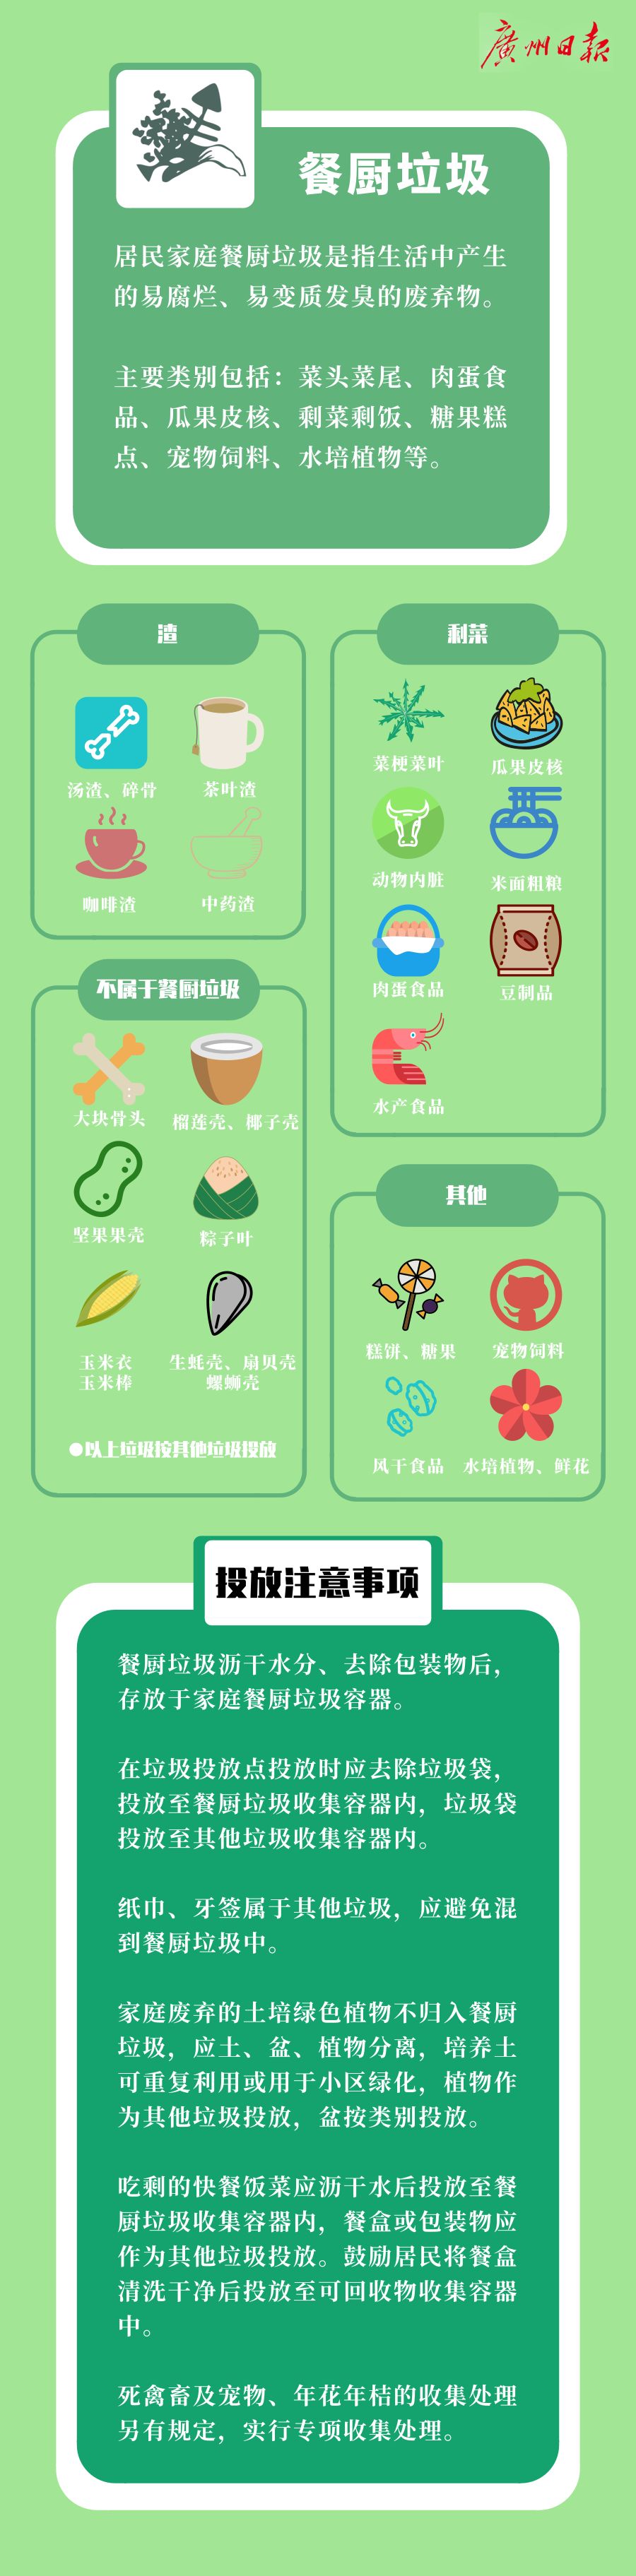 廣州日報
餐厨垃圾
居民家庭餐厨垃圾是指生活中产生
的易腐烂、易变质发臭的废弃物。
主要类别包括：菜头菜尾、肉蛋食
品、瓜果皮核、剩菜剩饭、糖果糕
点、宠物饲料、水培植物等。
渣
汤渣、碎骨
茶叶渣
咖啡渣
中药渣
剩菜
菜梗菜叶
瓜果皮核
动物内脏
米面粗粮
肉蛋食品
豆制品
水产食品
不属于餐厨垃圾
大块骨头
榴莲壳、椰子壳
坚果果壳
粽子叶
玉米衣
玉米棒
生蚝壳、扇贝壳
螺蛳壳
●以上垃圾按其他垃圾投放
其他
糕饼、糖果
宠物饲料
风干食品
水培植物、鲜花
投放注意事项
餐厨垃圾沥干水分、去除包装物后，
存放于家庭餐厨垃圾容器。
在垃圾投放点投放时应去除垃圾袋，
投放至餐厨垃圾收集容器内，垃圾袋
投放至其他垃圾收集容器内。
纸巾、牙签属于其他垃圾，应避免混
到餐厨垃圾中。
家庭废弃的土培绿色植物不归入餐厨
垃圾，应土、盆、植物分离，培养土
可重复利用或用于小区绿化，植物作
为其他垃圾投放，盆按类别投放。
吃剩的快餐饭菜应沥干水后投放至餐
厨垃圾收集容器内，餐盒或包装物应
作为其他垃圾投放。鼓励居民将餐盒
清洗干净后投放至可回收物收集容器
中。
死禽畜及宠物、年花年桔的收集处理
另有规定，实行专项收集处理。